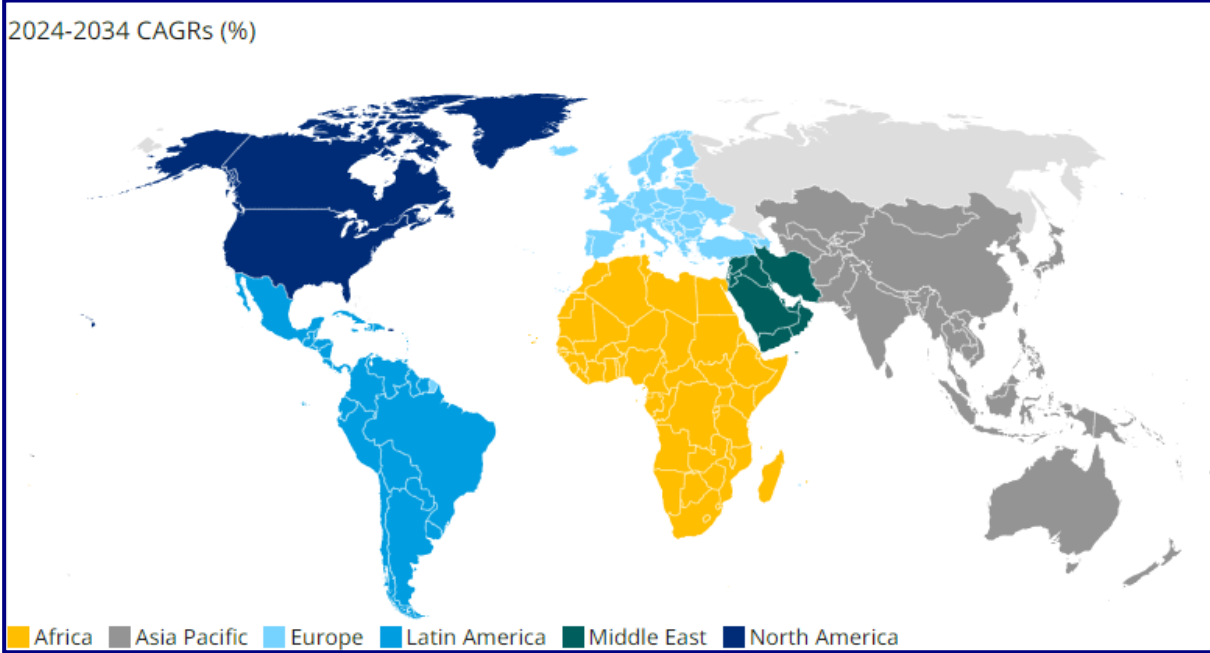 2024-2034 CAGRs (%)
Africa Asia Pacific Europe Latin America Middle East North America